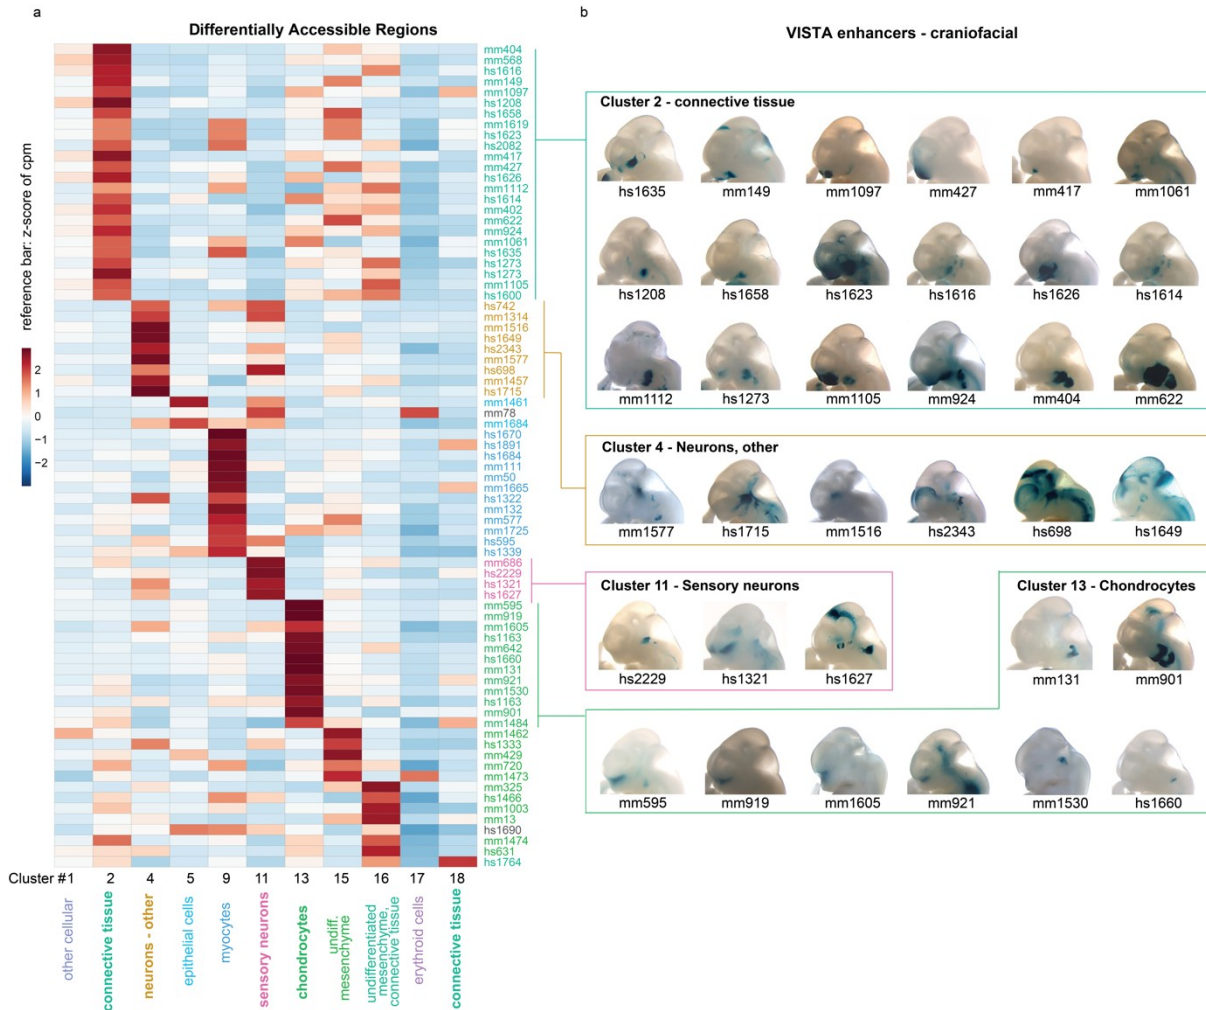 a
b
Differentially Accessible Regions
VISTA enhancers - craniofacial
reference bar: z-score of cpm
2
1
0
−1
−2
mm404
mm568
hs1616
mm149
mm1097
hs1208
hs1658
mm1619
hs1623
hs2082
mm417
mm427
hs1626
mm1112
hs1614
mm402
mm622
mm924
mm1061
hs1635
hs1273
hs1273
mm1105
hs1600
hs742
mm1314
mm1516
hs1649
hs2343
mm1577
hs698
mm1457
hs1715
mm1461
mm78
mm1684
hs1670
hs1891
hs1684
mm111
mm50
mm1665
hs1322
mm132
mm577
mm1725
hs595
hs1339
mm686
hs2229
hs1321
hs1627
mm595
mm919
mm1605
hs1163
mm642
hs1660
mm131
mm921
mm1530
hs1163
mm901
mm1484
mm1462
hs1333
mm429
mm720
mm1473
mm325
hs1466
mm1003
mm13
hs1690
mm1474
hs631
hs1764
Cluster #1 2 4 5 9 11 13 15 16 17 18
other cellular
connective tissue
neurons - other
epithelial cells
myocytes
sensory neurons
chondrocytes
undiff.
mesenchyme
undifferentiated
mesenchyme,
connective tissue
erythroid cells
connective tissue
Cluster 2 - connective tissue
hs1635 mm149 mm1097 mm427 mm417 mm1061
hs1208 hs1658 hs1623 hs1616 hs1626 hs1614
mm1112 hs1273 mm1105 mm924 mm404 mm622
Cluster 4 - Neurons, other
mm1577 hs1715 mm1516 hs2343 hs698 hs1649
Cluster 11 - Sensory neurons
hs2229 hs1321 hs1627
Cluster 13 - Chondrocytes
mm131 mm901
mm595 mm919 mm1605 mm921 mm1530 hs1660